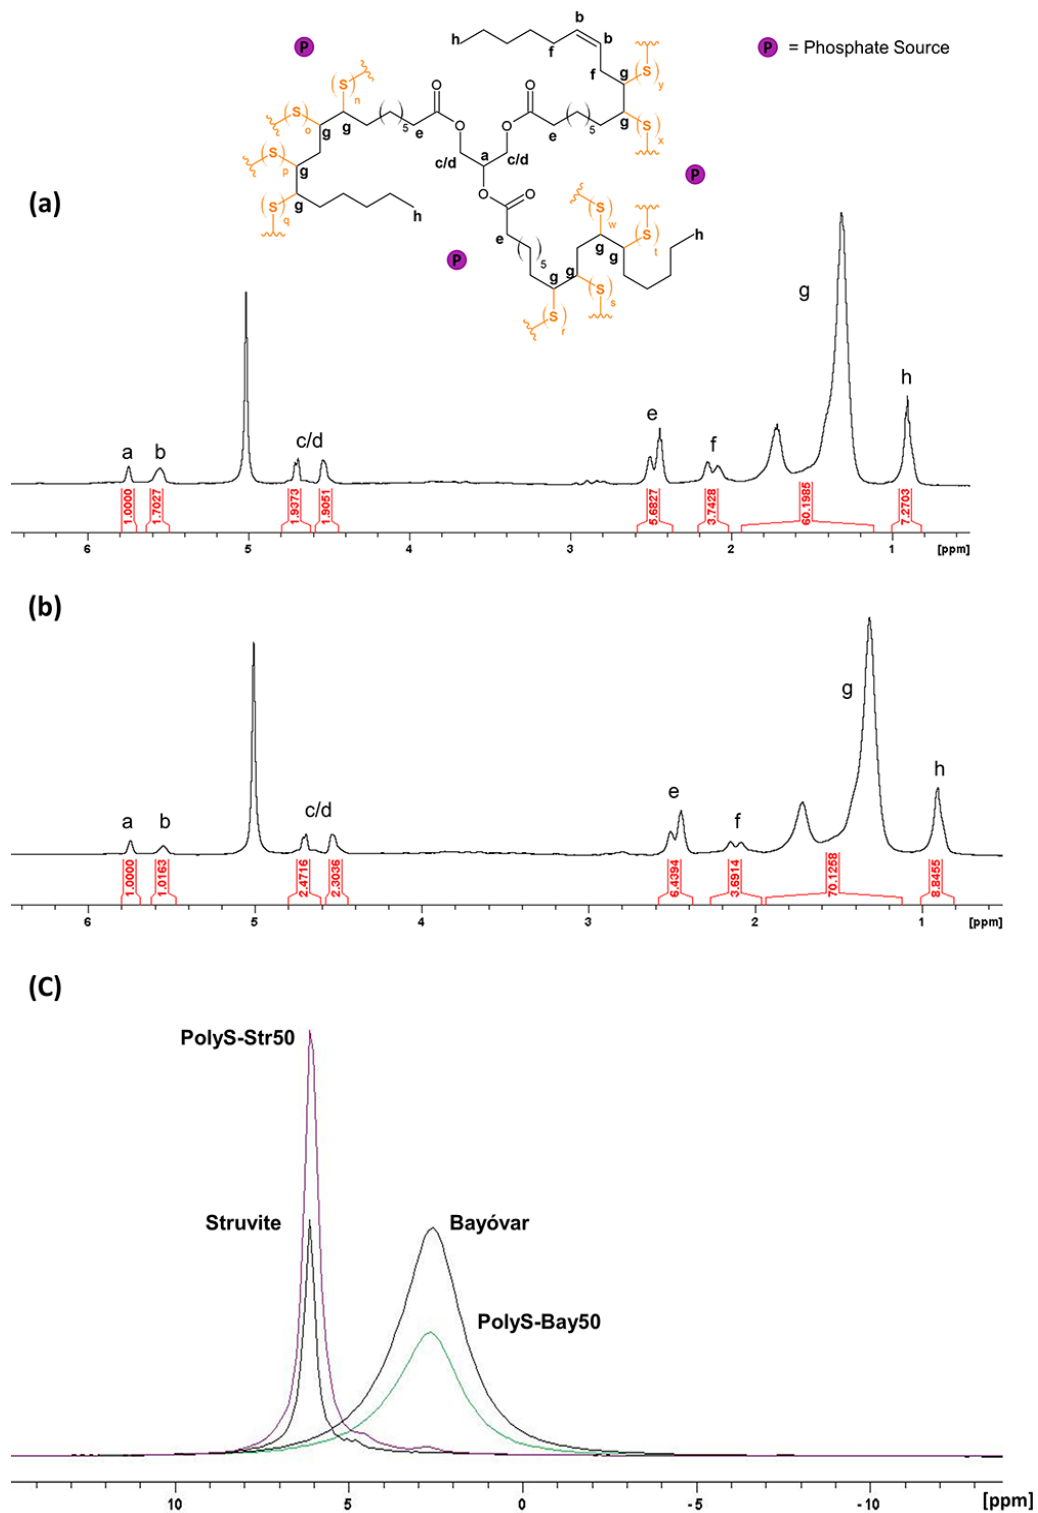 (a)
P = Phosphate Source
P
P
P
h
b
b
f
f
g
(S)y
g
(S)x
(S)n
(S)o
g
g
(S)p
g
(S)q
g
h
5
e
O
O
c/d
a
c/d
O
O
e
5
O
O
e
5
(S)w
(S)t
g
g
h
g
g
(S)s
(S)r
a
b
c/d
e
f
g
h
1.0000
1.7027
1.9373
1.9051
5.6827
3.7428
60.1985
7.2703
6 5 4 3 2 1 [ppm]
(b)
a
b
c/d
e
f
g
h
1.0000
1.0163
2.4716
2.3036
6.4394
3.6914
70.1258
8.8455
6 5 4 3 2 1 [ppm]
(C)
PolyS-Str50
Struvite
Bayóvar
PolyS-Bay50
10 5 0 -5 -10 [ppm]